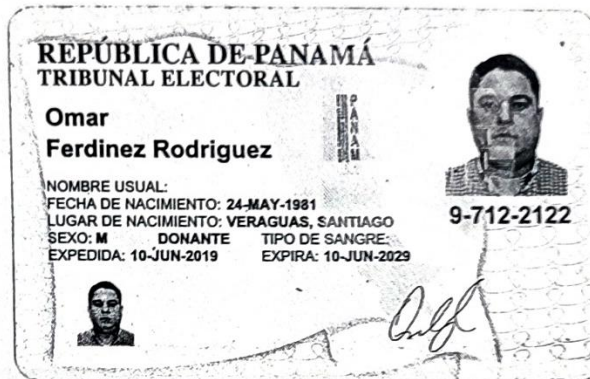 REPÚBLICA DE PANAMÁ
TRIBUNAL ELECTORAL
Omar
Ferdinez Rodriguez
PANAMÁ
NOMBRE USUAL:
FECHA DE NACIMIENTO: 24-MAY-1981
LUGAR DE NACIMIENTO: VERAGUAS, SANTIAGO
SEXO: M DONANTE TIPO DE SANGRE:
EXPEDIDA: 10-JUN-2019 EXPIRA: 10-JUN-2029
9-712-2122